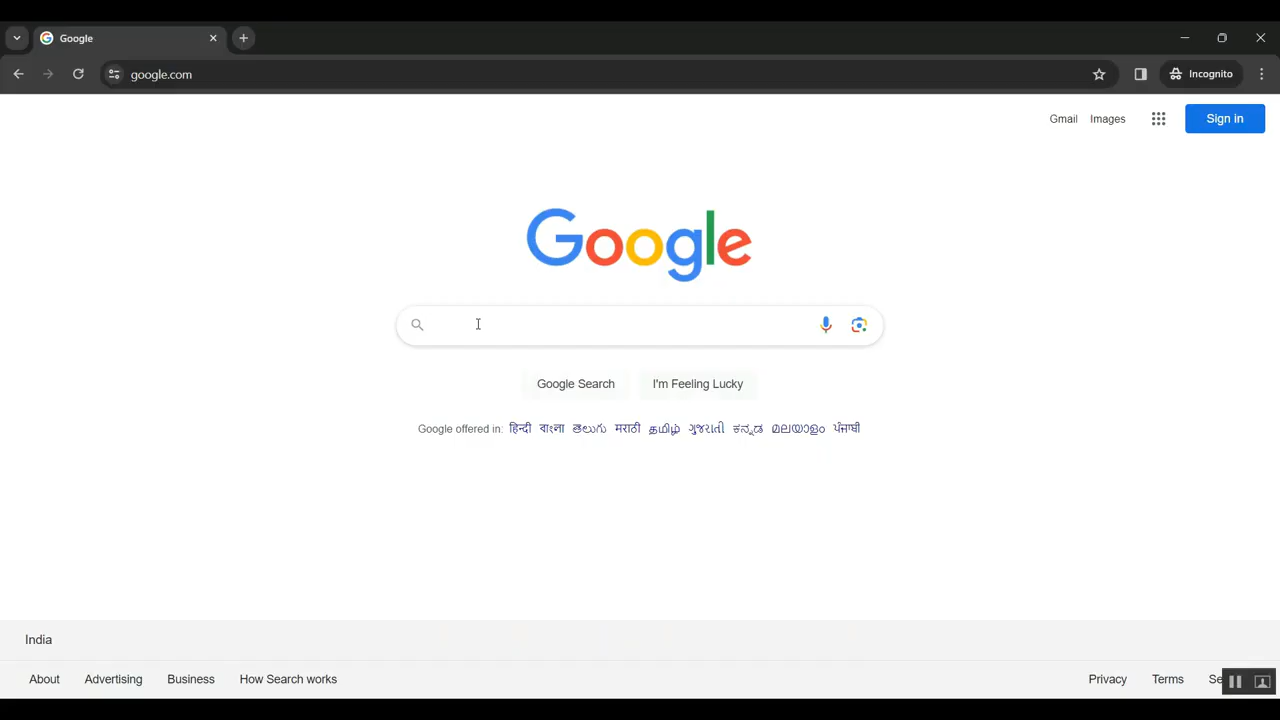 Google
google.com
Incognito
Gmail Images Sign in
Google
Google Search I'm Feeling Lucky
Google offered in: हिन्दी বাংলা తెలుగు मराठी தமிழ் ગુજરાતી ಕನ್ನಡ മലയാളം ਪੰਜਾਬੀ
India
About Advertising Business How Search works Privacy Terms Se